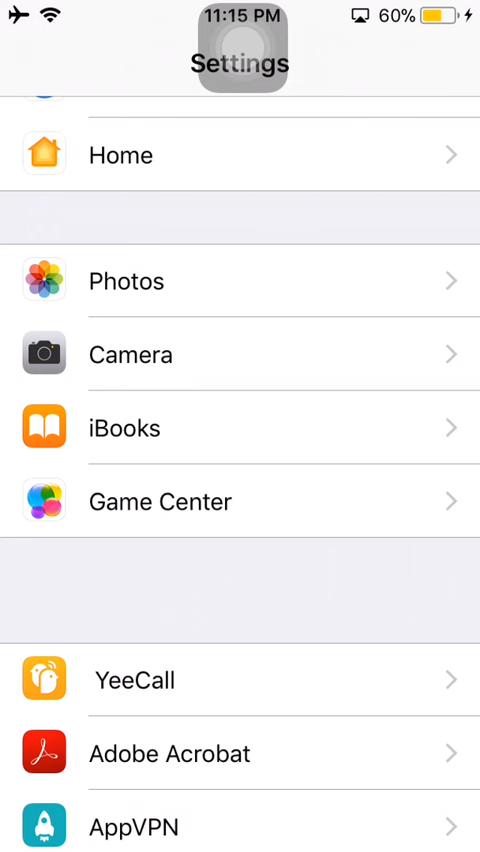 11:15 PM
60%
Settings
Home
Photos
Camera
iBooks
Game Center
YeeCall
Adobe Acrobat
AppVPN